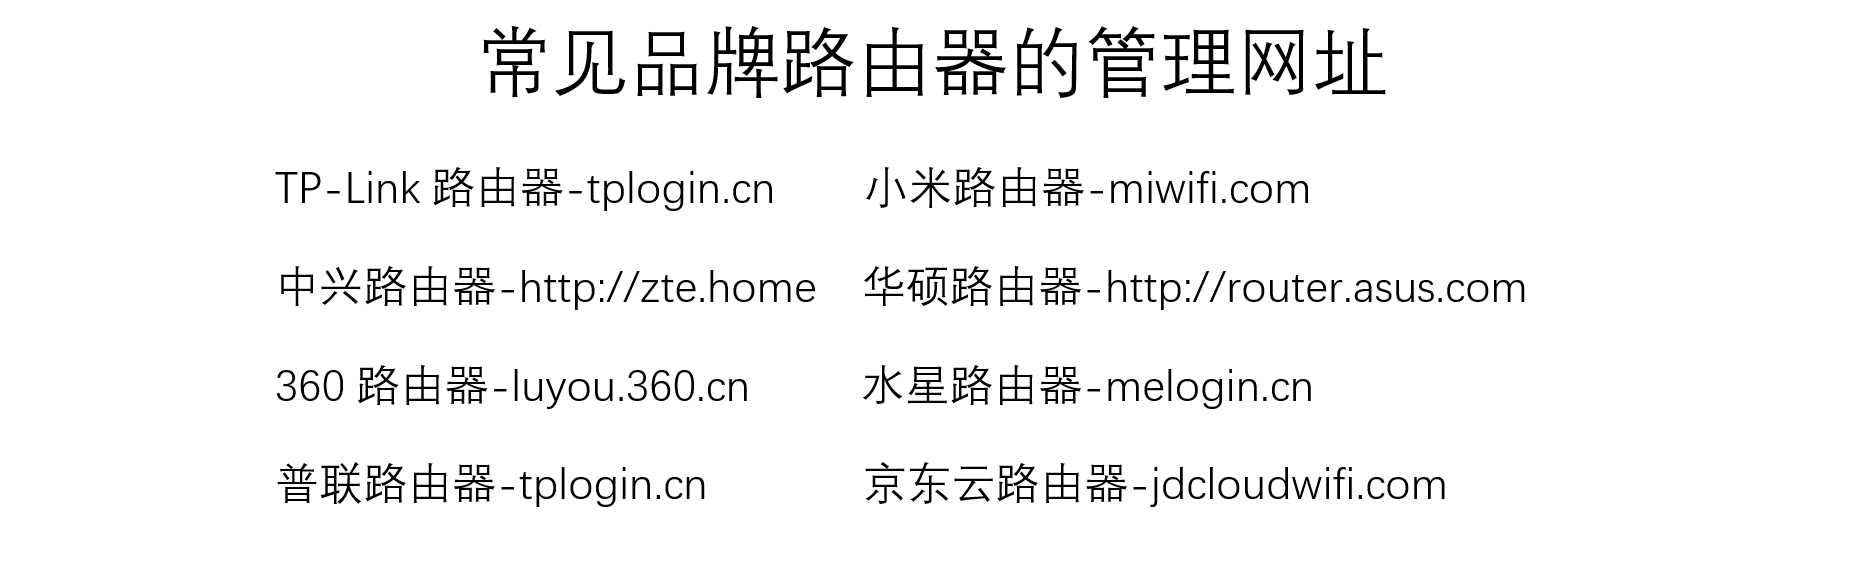 常见品牌路由器的管理网址
TP-Link 路由器-tplogin.cn 小米路由器-miwifi.com
中兴路由器-http://zte.home 华硕路由器-http://router.asus.com
360 路由器-luyou.360.cn 水星路由器-melogin.cn
普联路由器-tplogin.cn 京东云路由器-jdcloudwifi.com